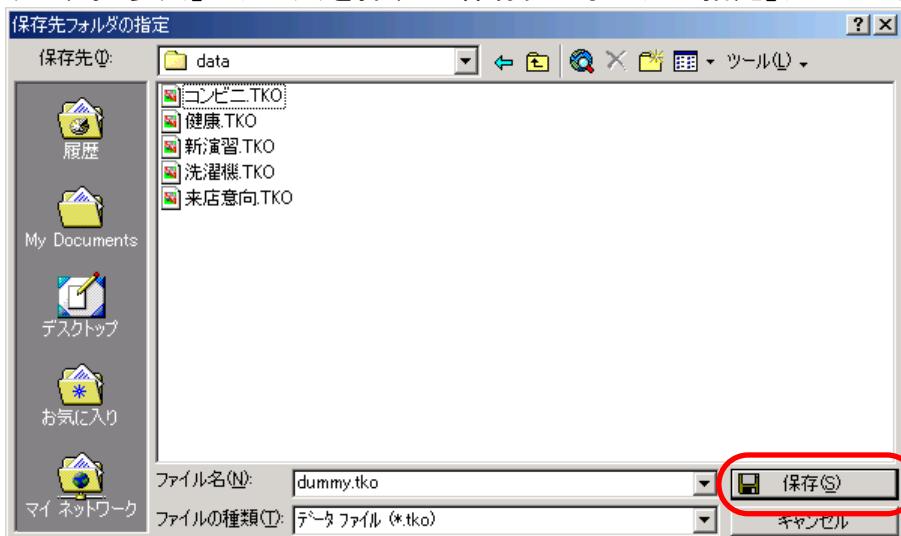 保存先フォルダの指定
保存先(I):
data
ツール(L)
コンビニ.TKO
健康.TKO
新演習.TKO
洗濯機.TKO
来店意向.TKO
履歴
My Documents
デスクトップ
お気に入り
マイ ネットワーク
ファイル名(N):
dummy.tko
保存(S)
ファイルの種類(T):
データ ファイル (*.tko)
キャンセル